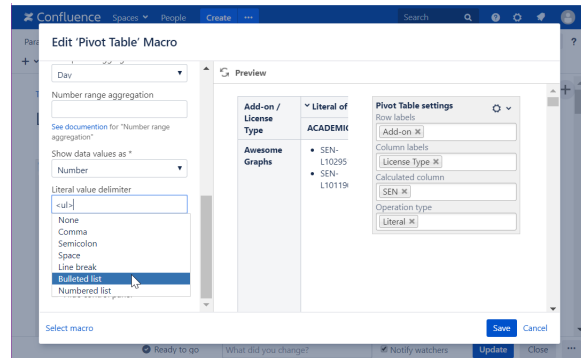 Confluence Spaces People Create ••• Search
Edit 'Pivot Table' Macro
Day
Number range aggregation
See documention for "Number range
aggregation"
Show data values as *
Number
Literal value delimiter
<ul>
None
Comma
Semicolon
Space
Line break
Bulleted list
Numbered list
Preview
Add-on /
License
Type
Literal of
ACADEMIC
Awesome
Graphs
• SEN-
L10295
• SEN-
Pivot Table settings
Row labels
Add-on ×
Column labels
License Type ×
Calculated column
SEN ×
Operation type
Literal ×
Select macro
Save Cancel
Ready to go What did you change? Notify watchers Update Close •••